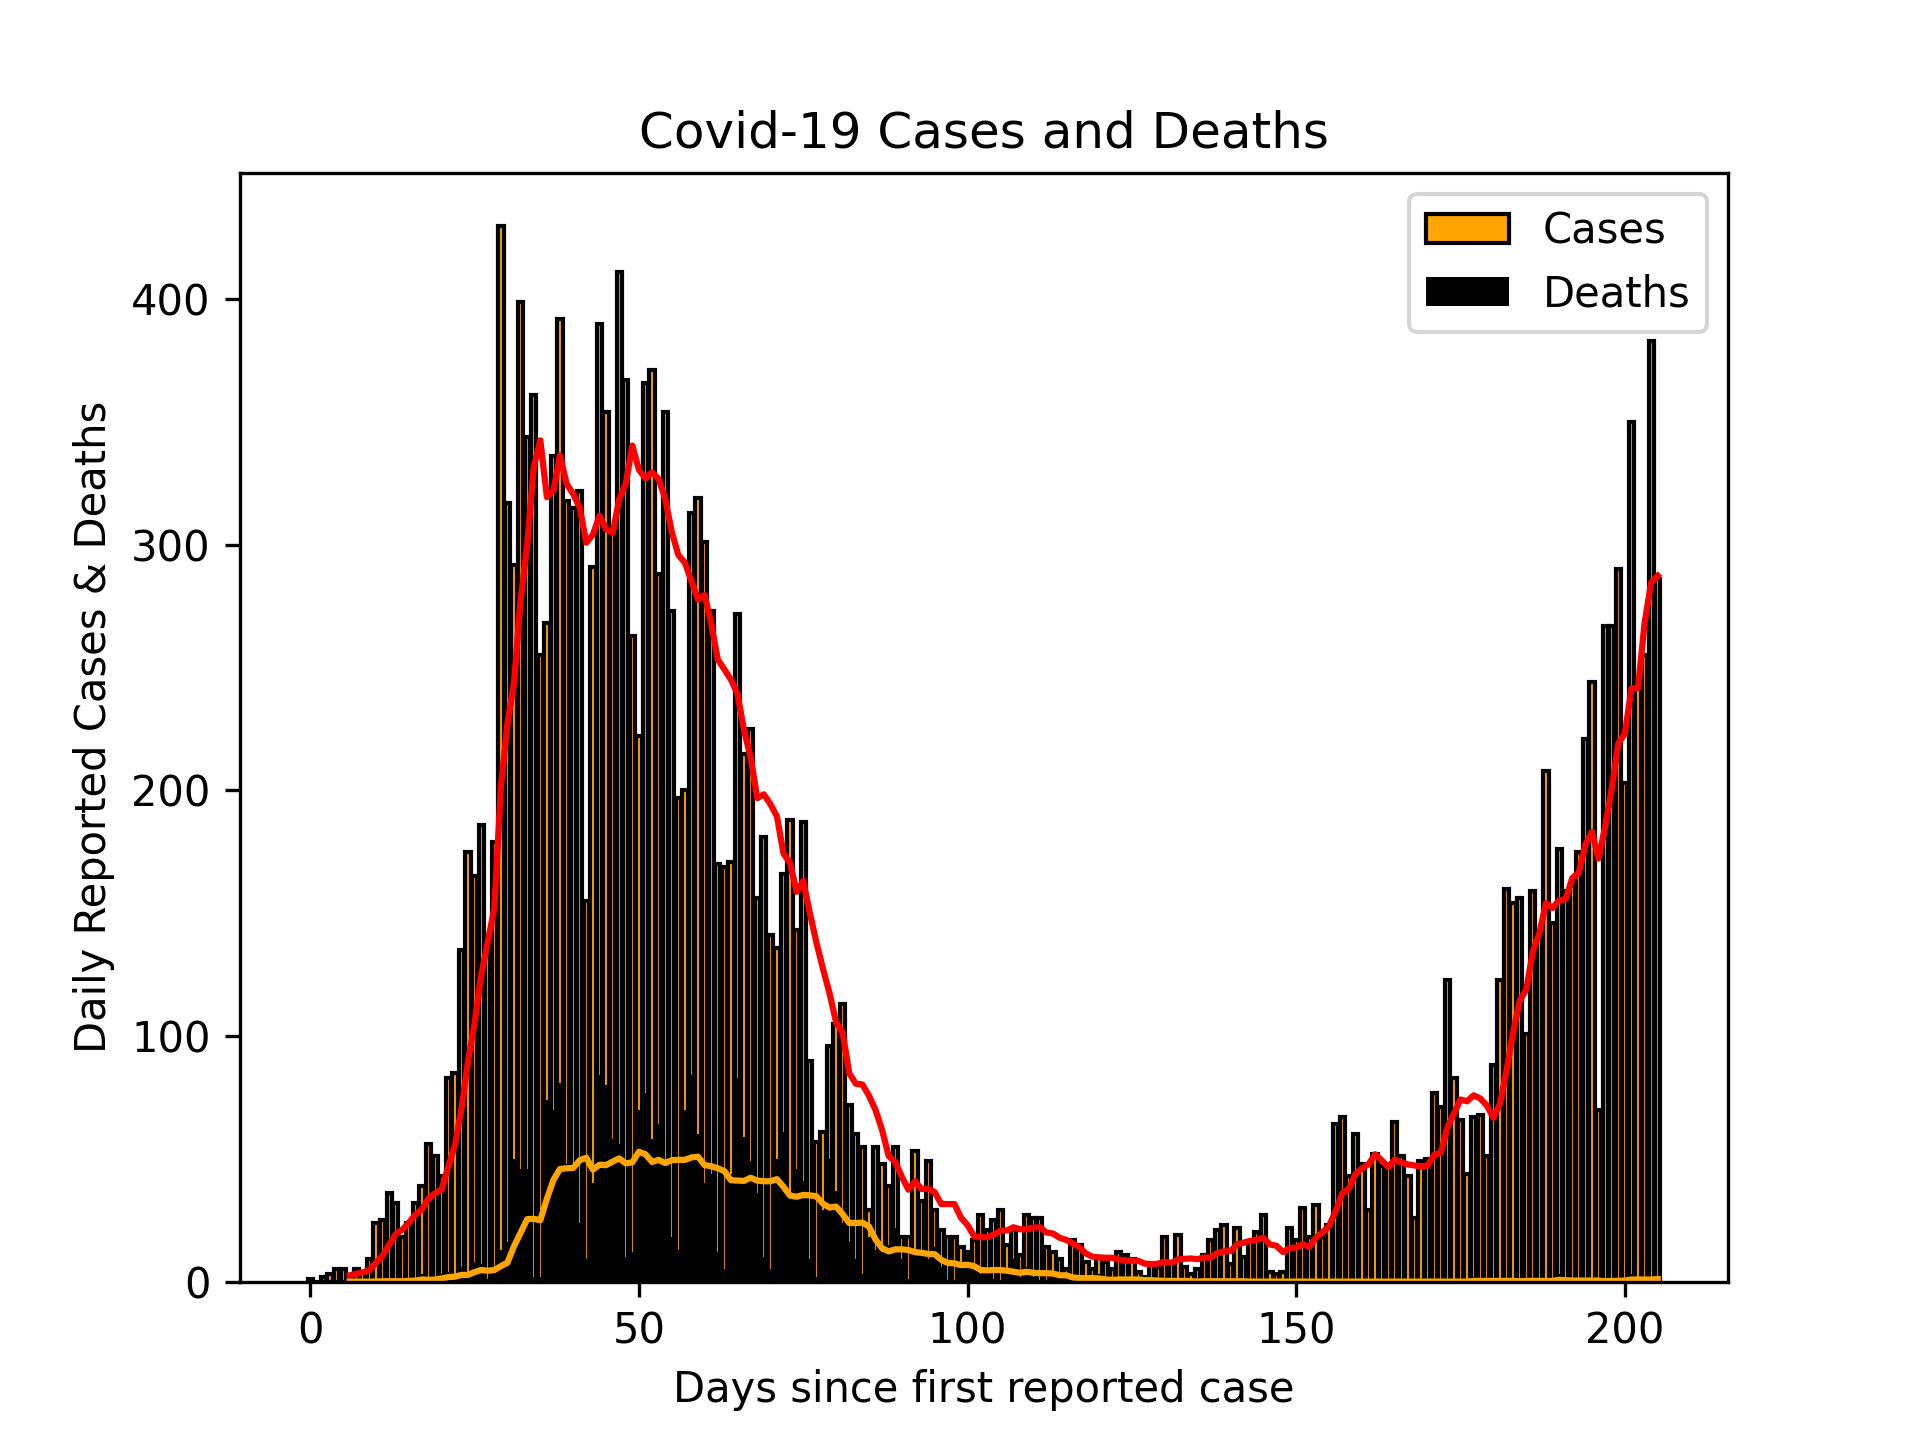 Covid-19 Cases and Deaths
Cases
Deaths
Daily Reported Cases & Deaths
400
300
200
100
0
0 50 100 150 200
Days since first reported case